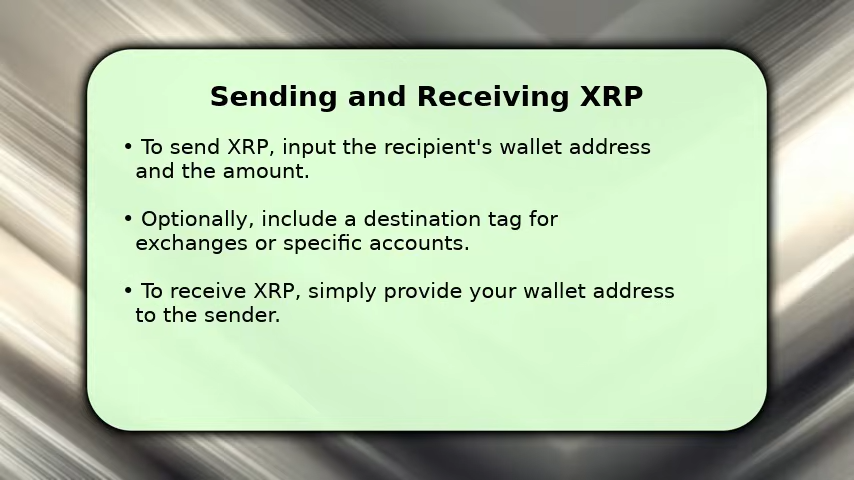 Sending and Receiving XRP
• To send XRP, input the recipient's wallet address
and the amount.
• Optionally, include a destination tag for
exchanges or specific accounts.
• To receive XRP, simply provide your wallet address
to the sender.